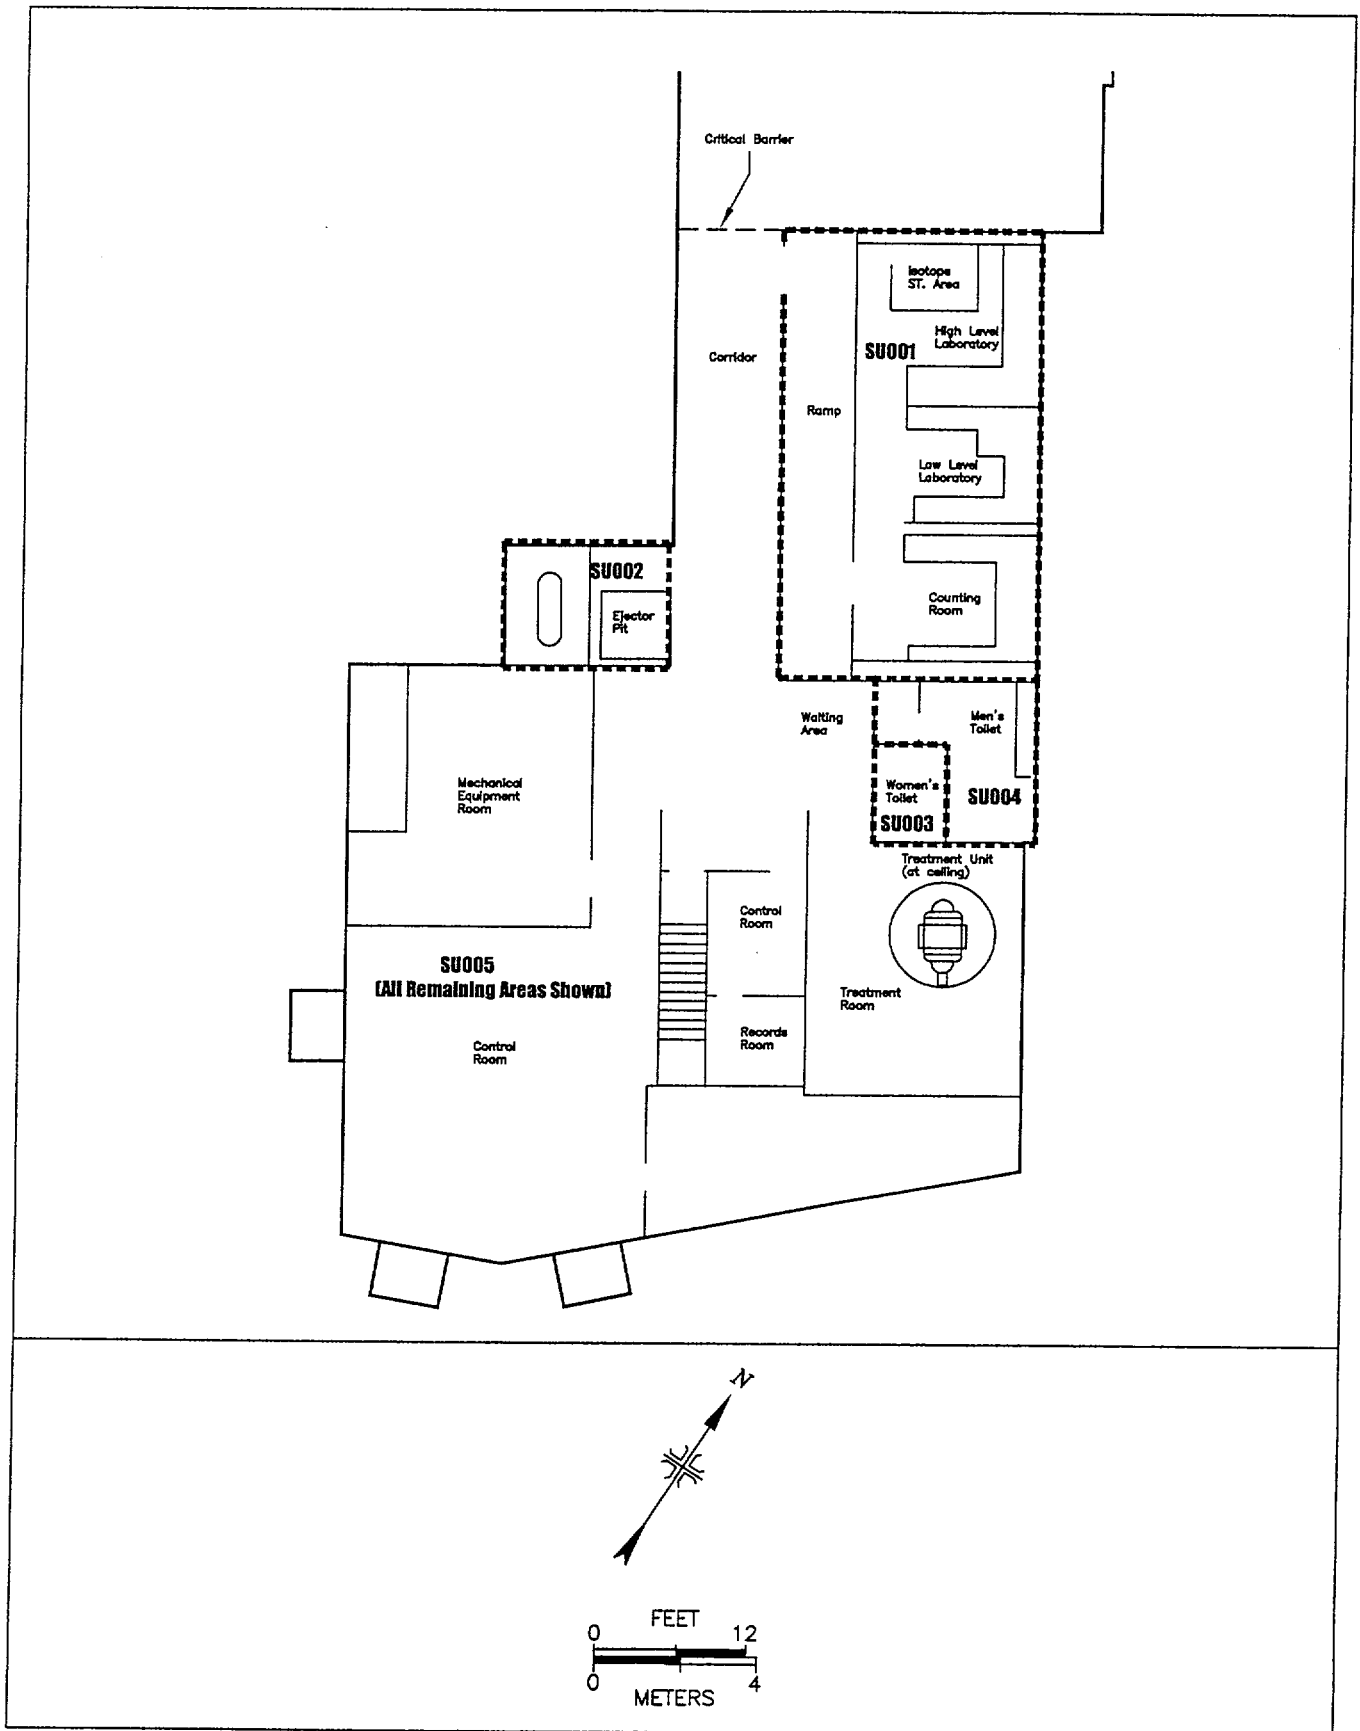 Critical Barrier
Isotope
ST. Area
High Level
Laboratory
SU001
Corridor
Ramp
Low Level
Laboratory
SU002
Ejector
Pit
Counting
Room
Waiting
Area
Men's
Toilet
Mechanical
Equipment
Room
Women's
Toilet
SU004
SU003
Treatment Unit
(at ceiling)
Control
Room
SU005
(All Remaining Areas Shown)
Treatment
Room
Control
Room
Records
Room
N
FEET
0 12
0 4
METERS